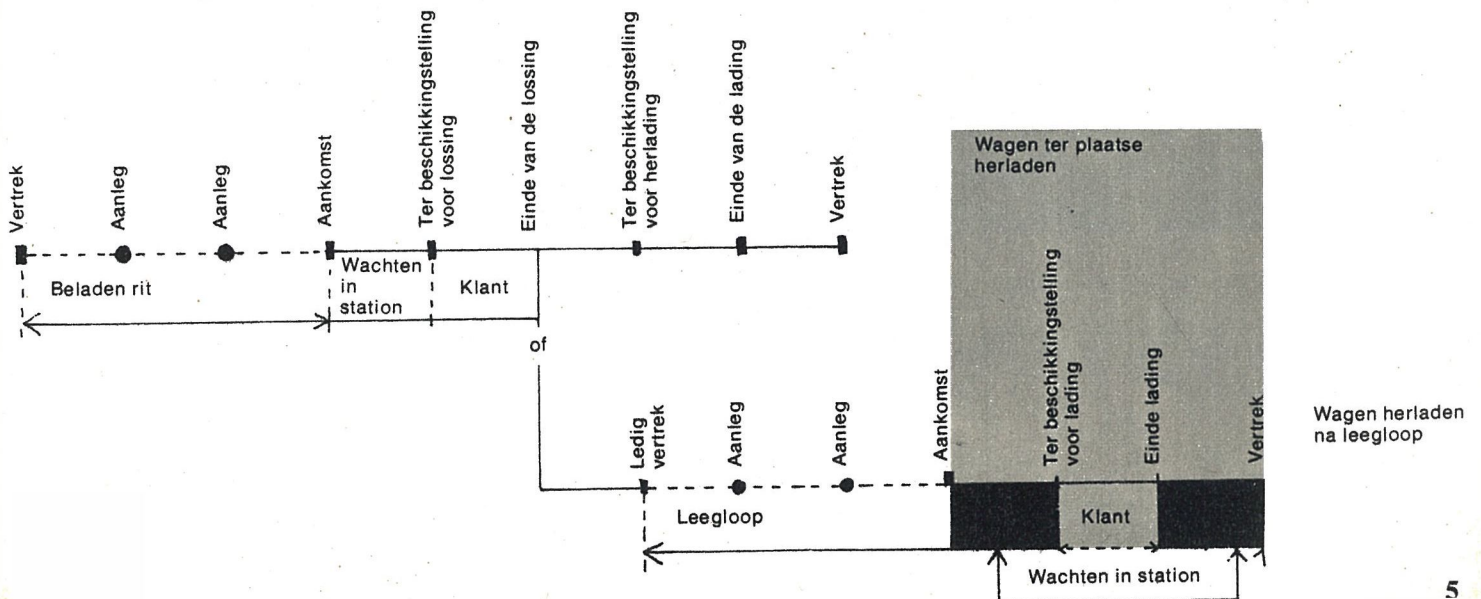 Vertrek
Aanleg
Aanleg
Aankomst
Ter beschikkingstelling
voor lossing
Einde van de lossing
Ter beschikkingstelling
voor herlading
Einde van de lading
Vertrek
Wagen ter plaatse
herladen
Beladen rit
Wachten
in
station
Klant
of
Ledig
vertrek
Aanleg
Aanleg
Aankomst
Ter beschikkingstelling
voor lading
Einde lading
Vertrek
Wagen herladen
na leegloop
Leegloop
Klant
Wachten in station
5